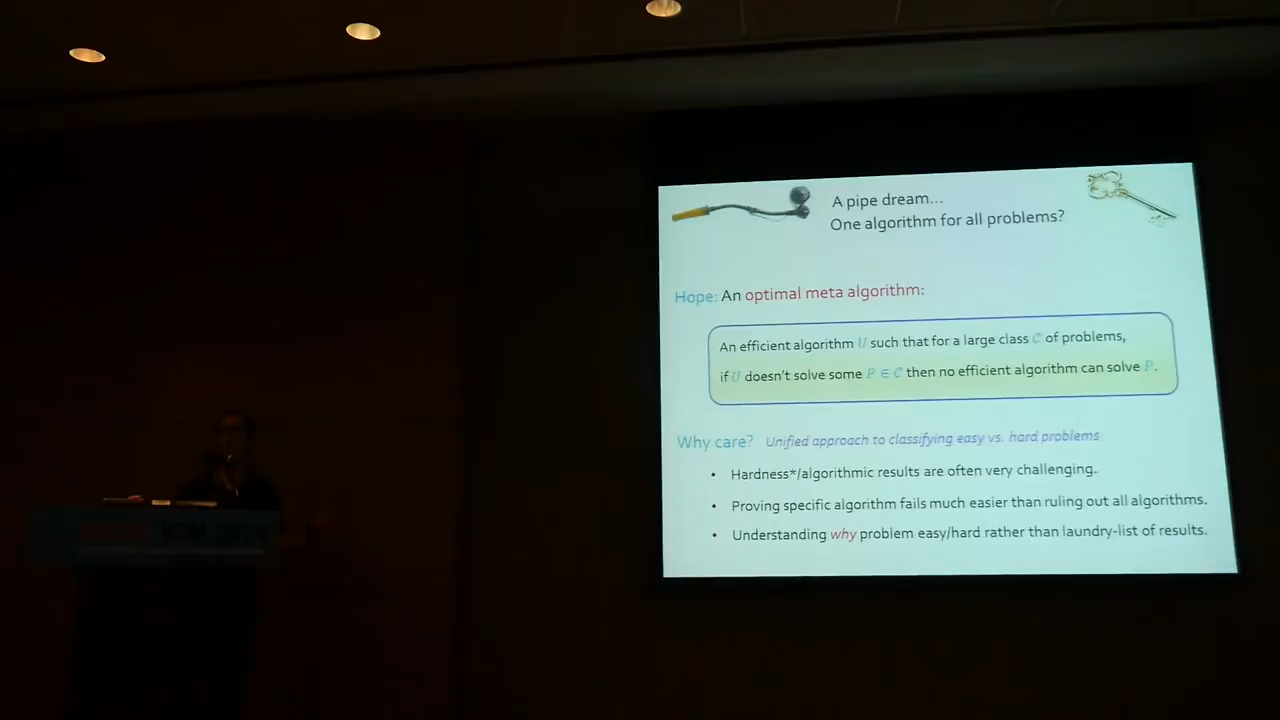 A pipe dream...
One algorithm for all problems?
Hope: An optimal meta algorithm:
An efficient algorithm U such that for a large class C of problems,
if U doesn't solve some P ∈ C then no efficient algorithm can solve P.
Why care? Unified approach to classifying easy vs. hard problems
• Hardness*/algorithmic results are often very challenging.
• Proving specific algorithm fails much easier than ruling out all algorithms.
• Understanding why problem easy/hard rather than laundry-list of results.
ICM 2014